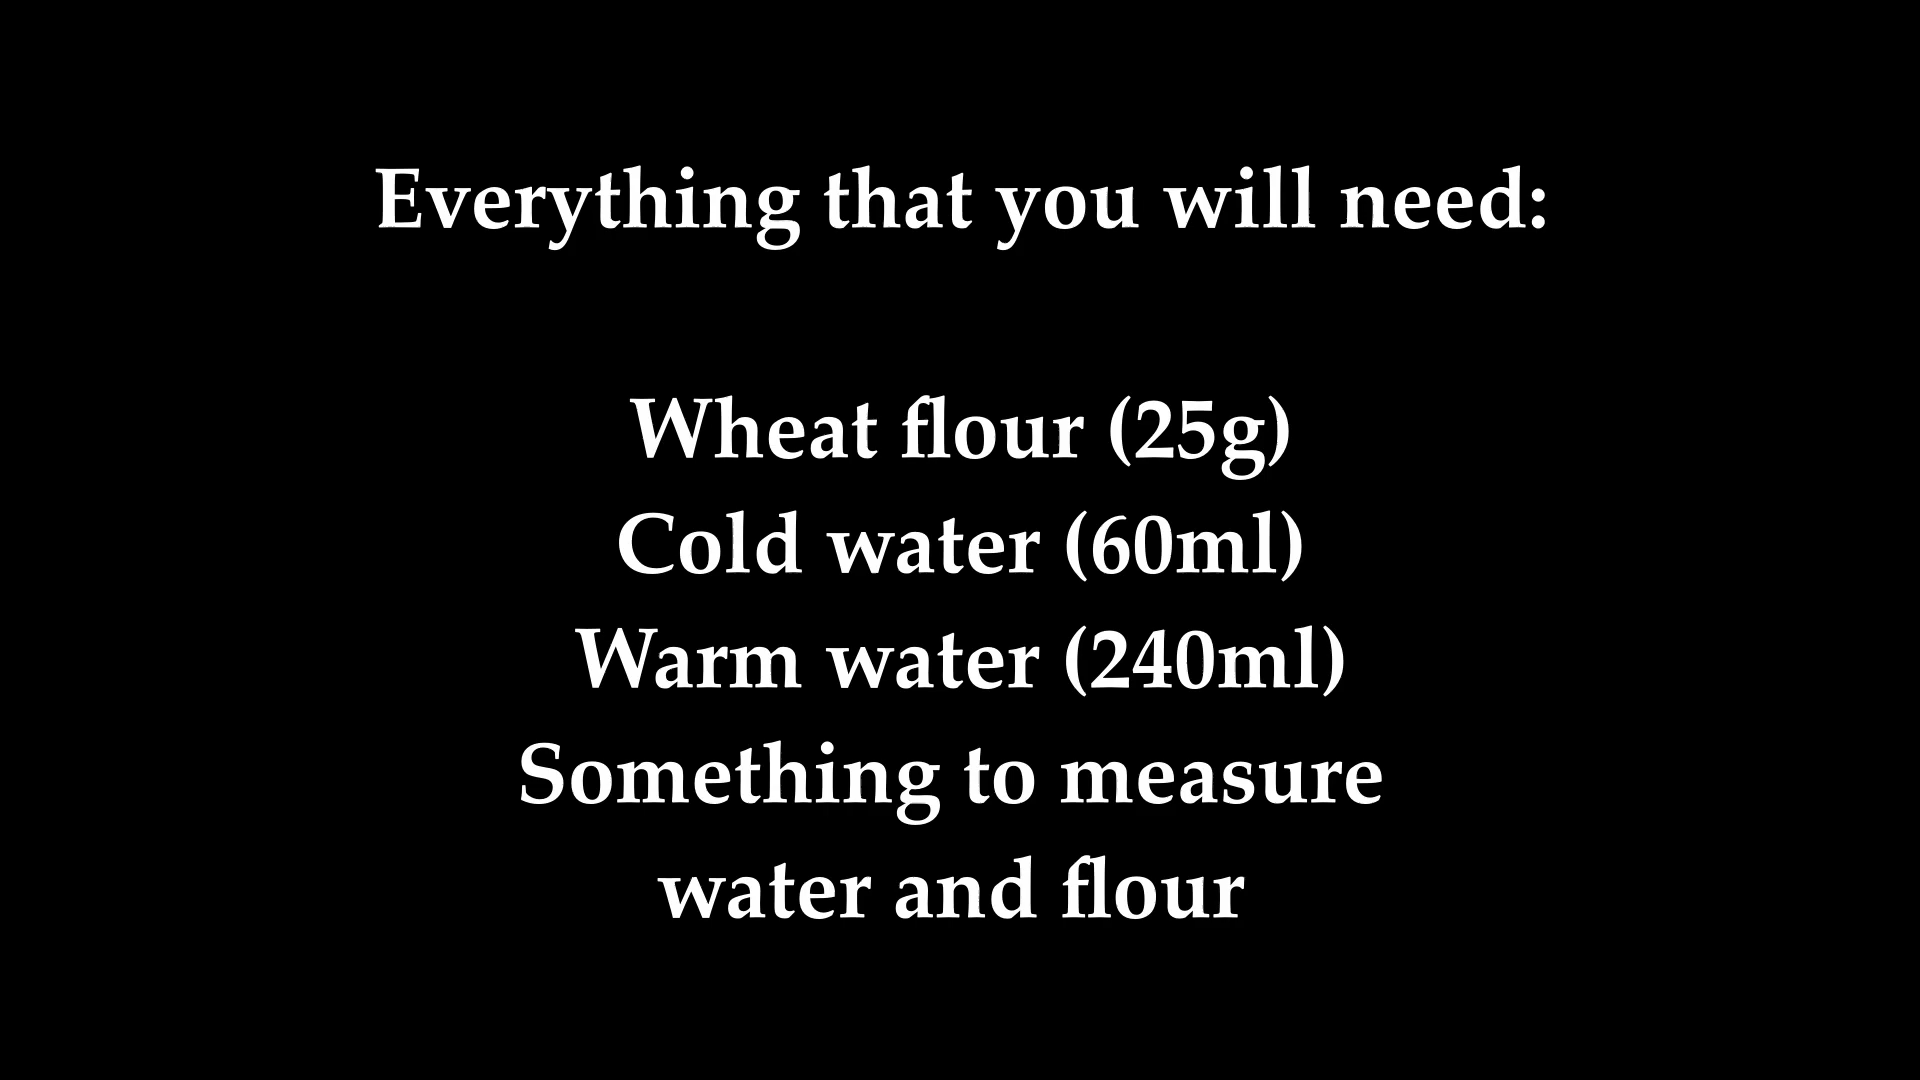 Everything that you will need:
Wheat flour (25g)
Cold water (60ml)
Warm water (240ml)
Something to measure
water and flour